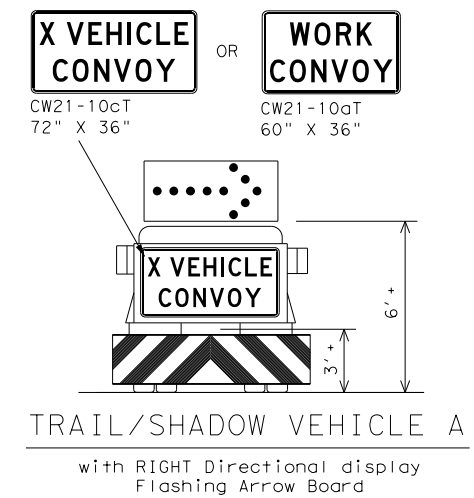 X VEHICLE
CONVOY
OR
WORK
CONVOY
CW21-10cT
72" X 36"
CW21-10aT
60" X 36"
X VEHICLE
CONVOY
6'+
3'+
TRAIL/SHADOW VEHICLE A
with RIGHT Directional display
Flashing Arrow Board